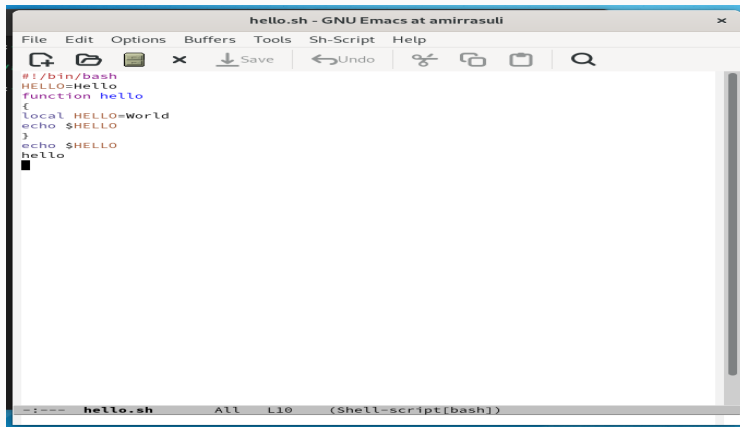 hello.sh - GNU Emacs at amirrasuli
File Edit Options Buffers Tools Sh-Script Help
Save Undo
#!/bin/bash
HELLO=Hello
function hello
{
local HELLO=World
echo $HELLO
}
echo $HELLO
hello
-:--- hello.sh All L10 (Shell-script[bash])